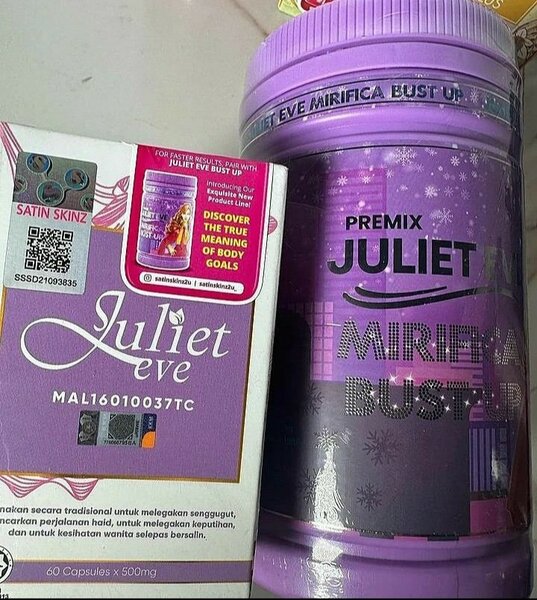 SATIN SKINZ
SSSD21093835
FOR FASTER RESULTS, PAIR WITH
JULIET EVE BUST UP
Introducing Our
Exquisite New
Product Line!
DISCOVER
THE TRUE
MEANING
OF BODY
GOALS
satinskinz2u | satinskinz2u_
Juliet
eve
MAL16010037TC
nakan secara tradisional untuk melegakan senggugut,
ncarkan perjalanan haid, untuk melegakan keputihan,
dan untuk kesihatan wanita selepas bersalin.
60 Capsules x 500mg
EVE MIRIFICA BUST UP
PREMIX
JULIET
MIRIFICA
BUST UP